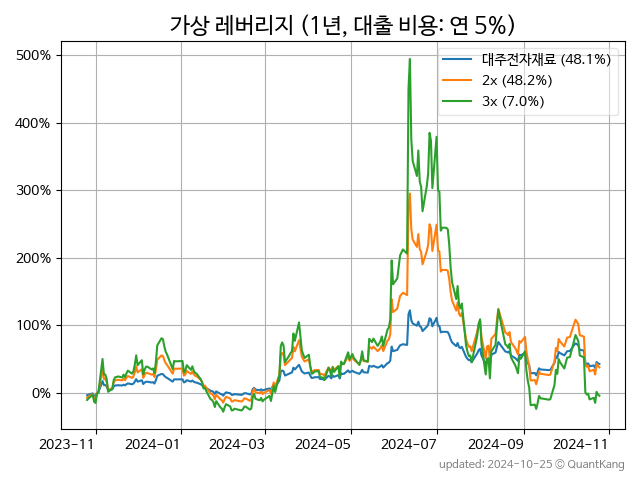 가상 레버리지 (1년, 대출 비용: 연 5%)
대주전자재료 (48.1%)
2x (48.2%)
3x (7.0%)
500%
400%
300%
200%
100%
0%
2023-11
2024-01
2024-03
2024-05
2024-07
2024-09
2024-11
updated: 2024-10-25 © QuantKang